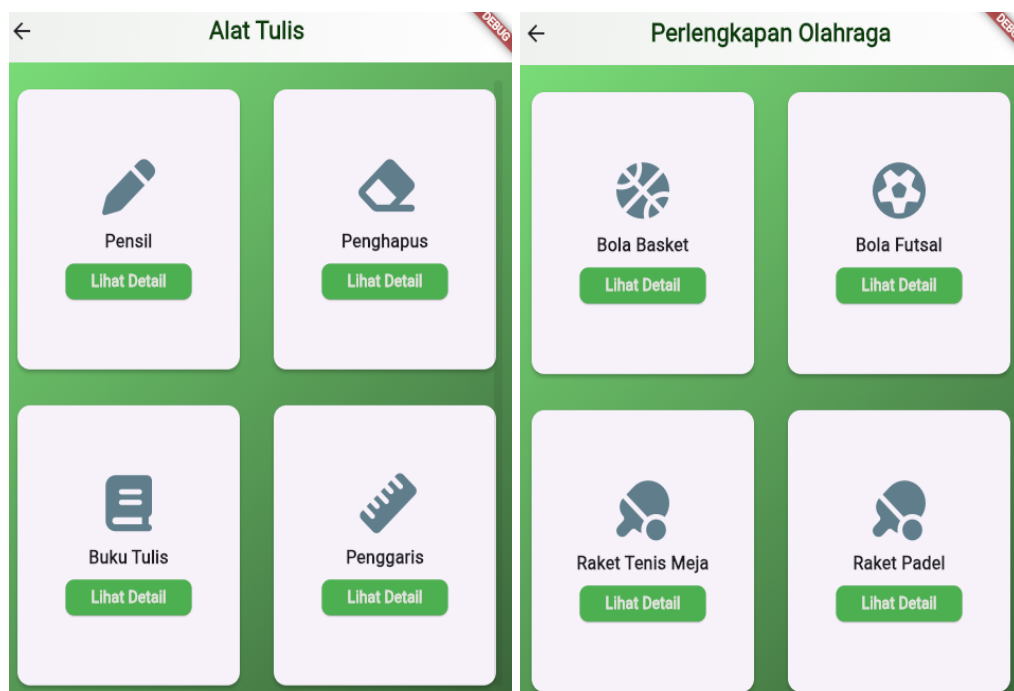 Alat Tulis
DEBUG
Pensil
Penghapus
Lihat Detail
Lihat Detail
Buku Tulis
Penggaris
Lihat Detail
Lihat Detail
Perlengkapan Olahraga
DEB
Bola Basket
Bola Futsal
Lihat Detail
Lihat Detail
Raket Tenis Meja
Raket Padel
Lihat Detail
Lihat Detail